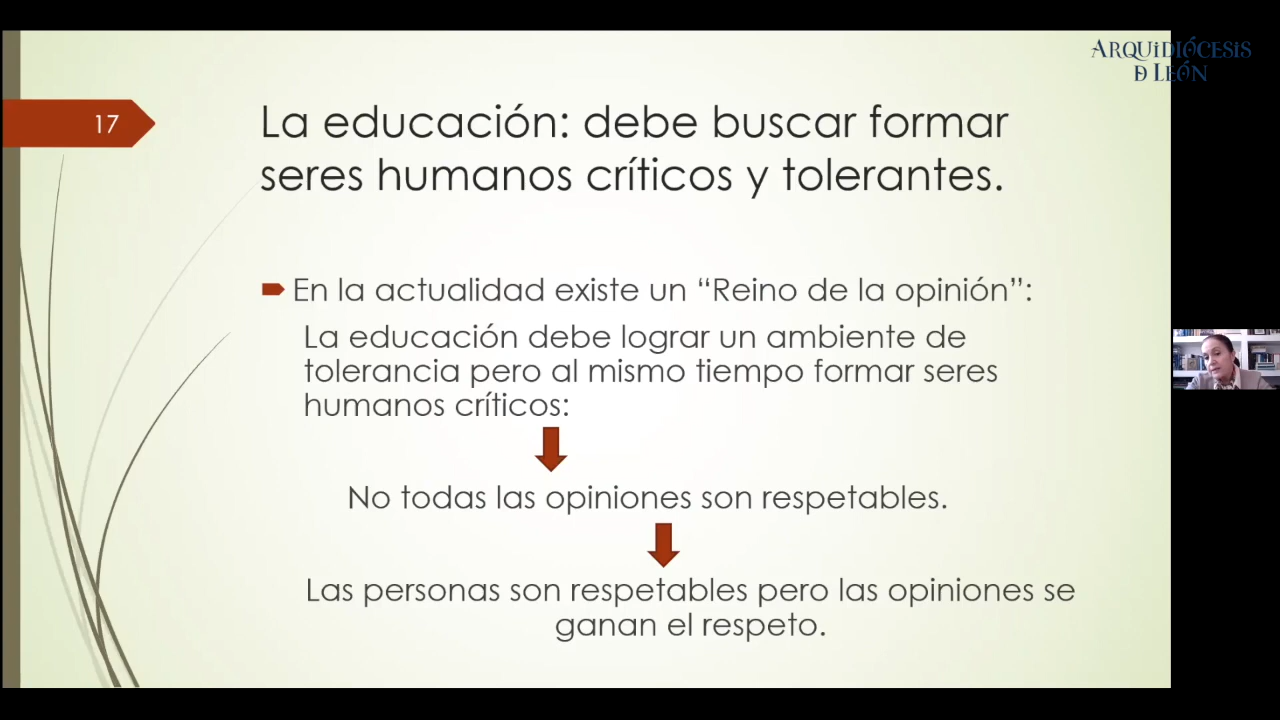 ARQUiDIÓCESiS
D LEÓN
17
La educación: debe buscar formar
seres humanos críticos y tolerantes.
En la actualidad existe un “Reino de la opinión”:
La educación debe lograr un ambiente de
tolerancia pero al mismo tiempo formar seres
humanos críticos:
No todas las opiniones son respetables.
Las personas son respetables pero las opiniones se
ganan el respeto.